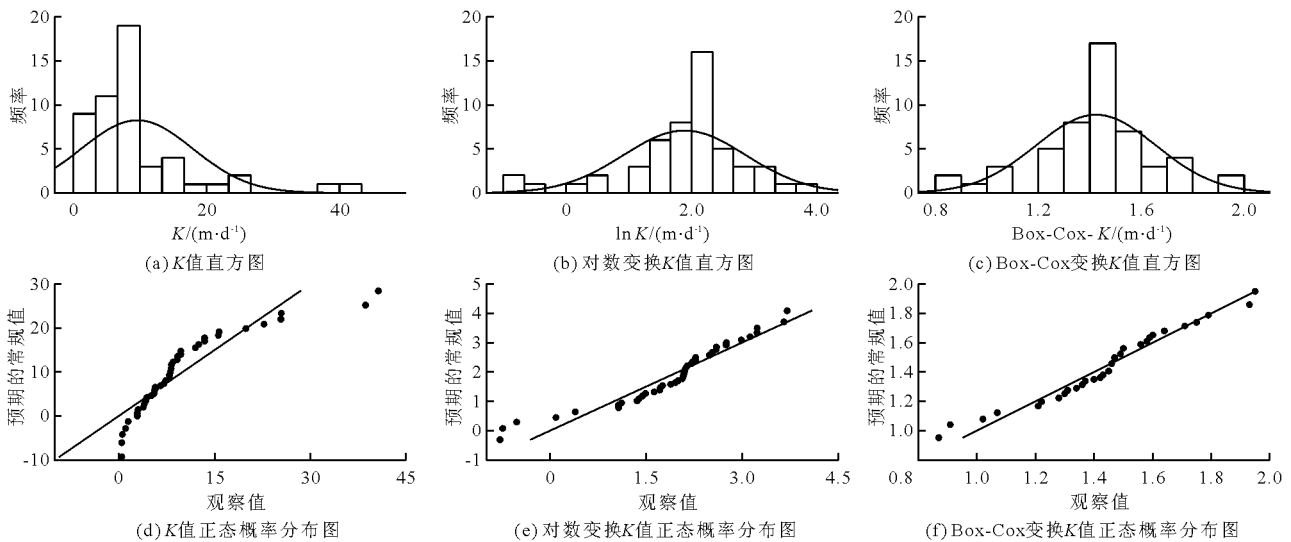 20
15
10
5
0
频率
0 20 40
K/(m·d⁻¹)
(a) K值直方图
20
15
10
5
0
频率
0 2.0 4.0
ln K/(m·d⁻¹)
(b) 对数变换K值直方图
20
15
10
5
0
频率
0.8 1.2 1.6 2.0
Box-Cox-K/(m·d⁻¹)
(c) Box-Cox变换K值直方图
30
20
10
0
-10
预期的常规值
0 15 30 45
观察值
(d) K值正态概率分布图
5
4
3
2
1
0
-1
预期的常规值
0 1.5 3.0 4.5
观察值
(e) 对数变换K值正态概率分布图
2.0
1.8
1.6
1.4
1.2
1.0
预期的常规值
0.8 1.0 1.2 1.4 1.6 1.8 2.0
观察值
(f) Box-Cox变换K值正态概率分布图